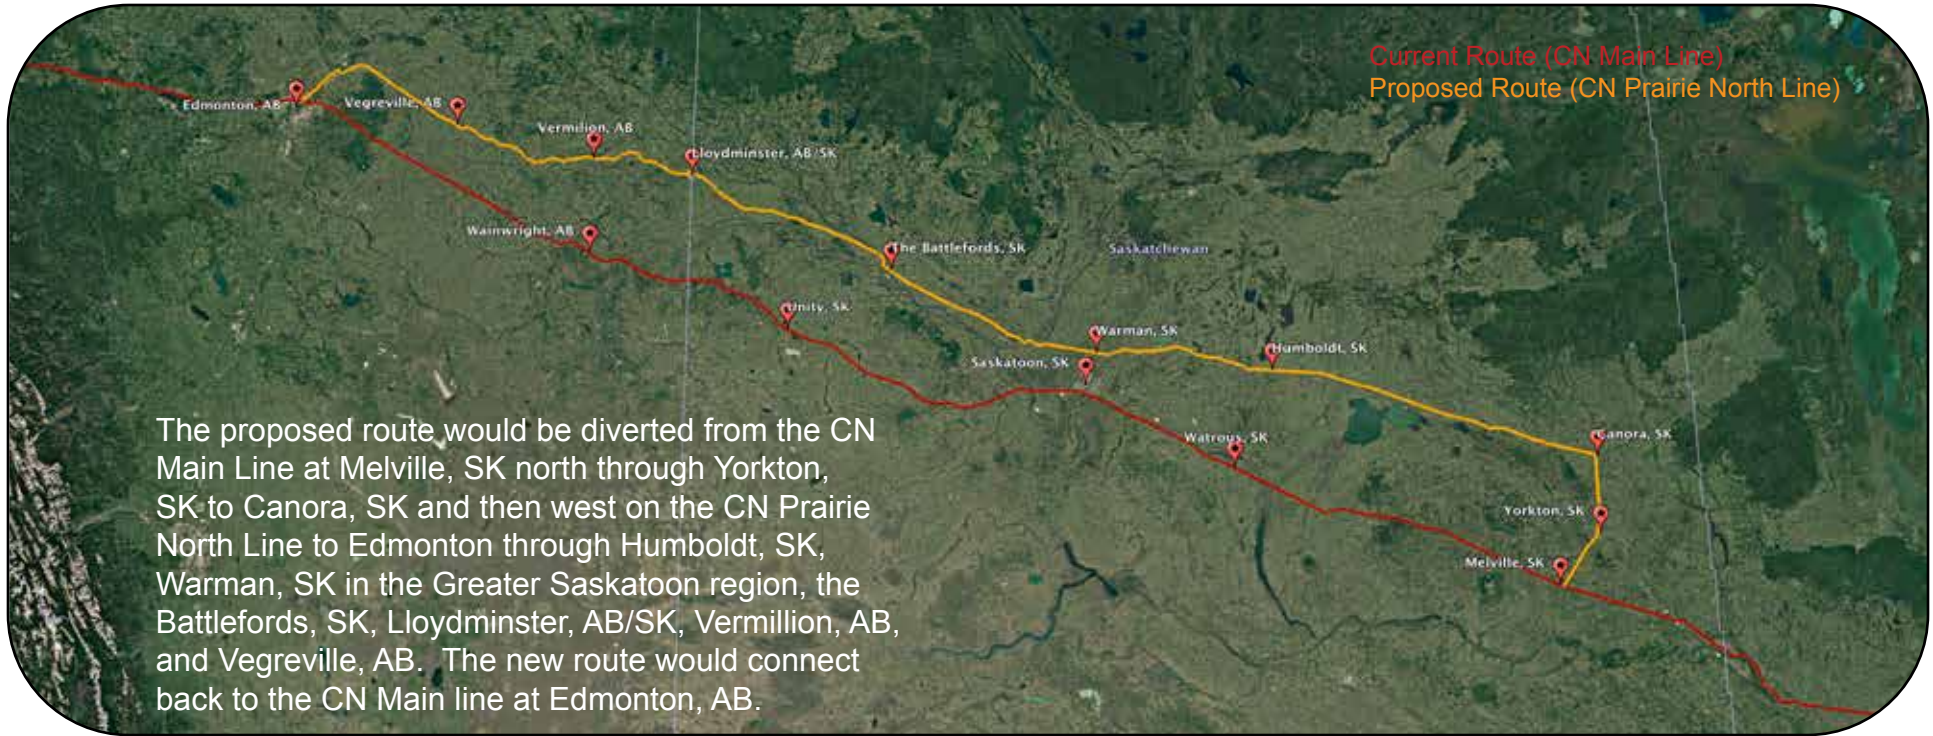 Current Route (CN Main Line)
Proposed Route (CN Prairie North Line)
Edmonton, AB
Vegreville, AB
Vermilion, AB
Lloydminster, AB/SK
Wainwright, AB
The Battlefords, SK
Saskatchewan
Unity, SK
Warman, SK
Saskatoon, SK
Humboldt, SK
Watrous, SK
Canora, SK
Yorkton, SK
Melville, SK
The proposed route would be diverted from the CN
Main Line at Melville, SK north through Yorkton,
SK to Canora, SK and then west on the CN Prairie
North Line to Edmonton through Humboldt, SK,
Warman, SK in the Greater Saskatoon region, the
Battlefords, SK, Lloydminster, AB/SK, Vermillion, AB,
and Vegreville, AB.  The new route would connect
back to the CN Main line at Edmonton, AB.